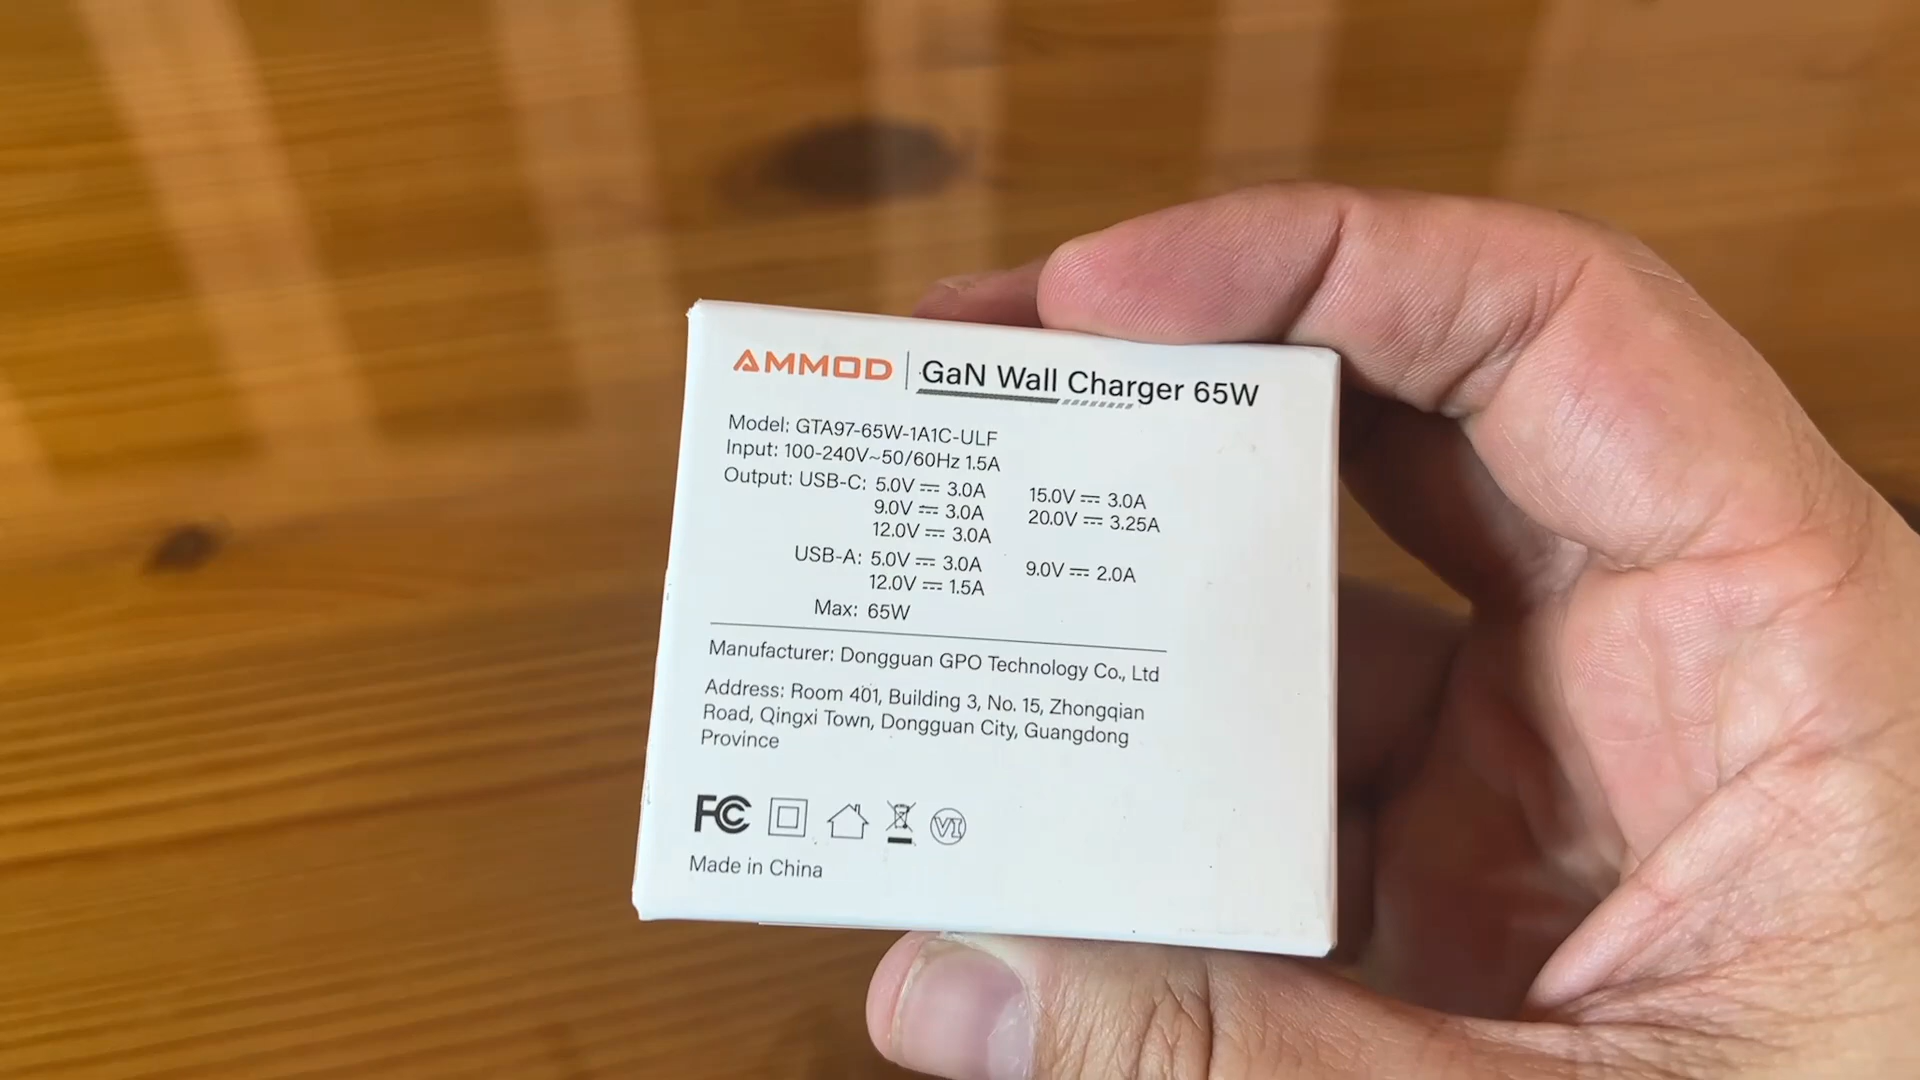 AMMOD | GaN Wall Charger 65W
Model: GTA97-65W-1A1C-ULF
Input: 100-240V~50/60Hz 1.5A
Output: USB-C: 5.0V ⎓ 3.0A 15.0V ⎓ 3.0A
9.0V ⎓ 3.0A 20.0V ⎓ 3.25A
12.0V ⎓ 3.0A
USB-A: 5.0V ⎓ 3.0A 9.0V ⎓ 2.0A
12.0V ⎓ 1.5A
Max: 65W
Manufacturer: Dongguan GPO Technology Co., Ltd
Address: Room 401, Building 3, No. 15, Zhongqian
Road, Qingxi Town, Dongguan City, Guangdong
Province
FC VI
Made in China